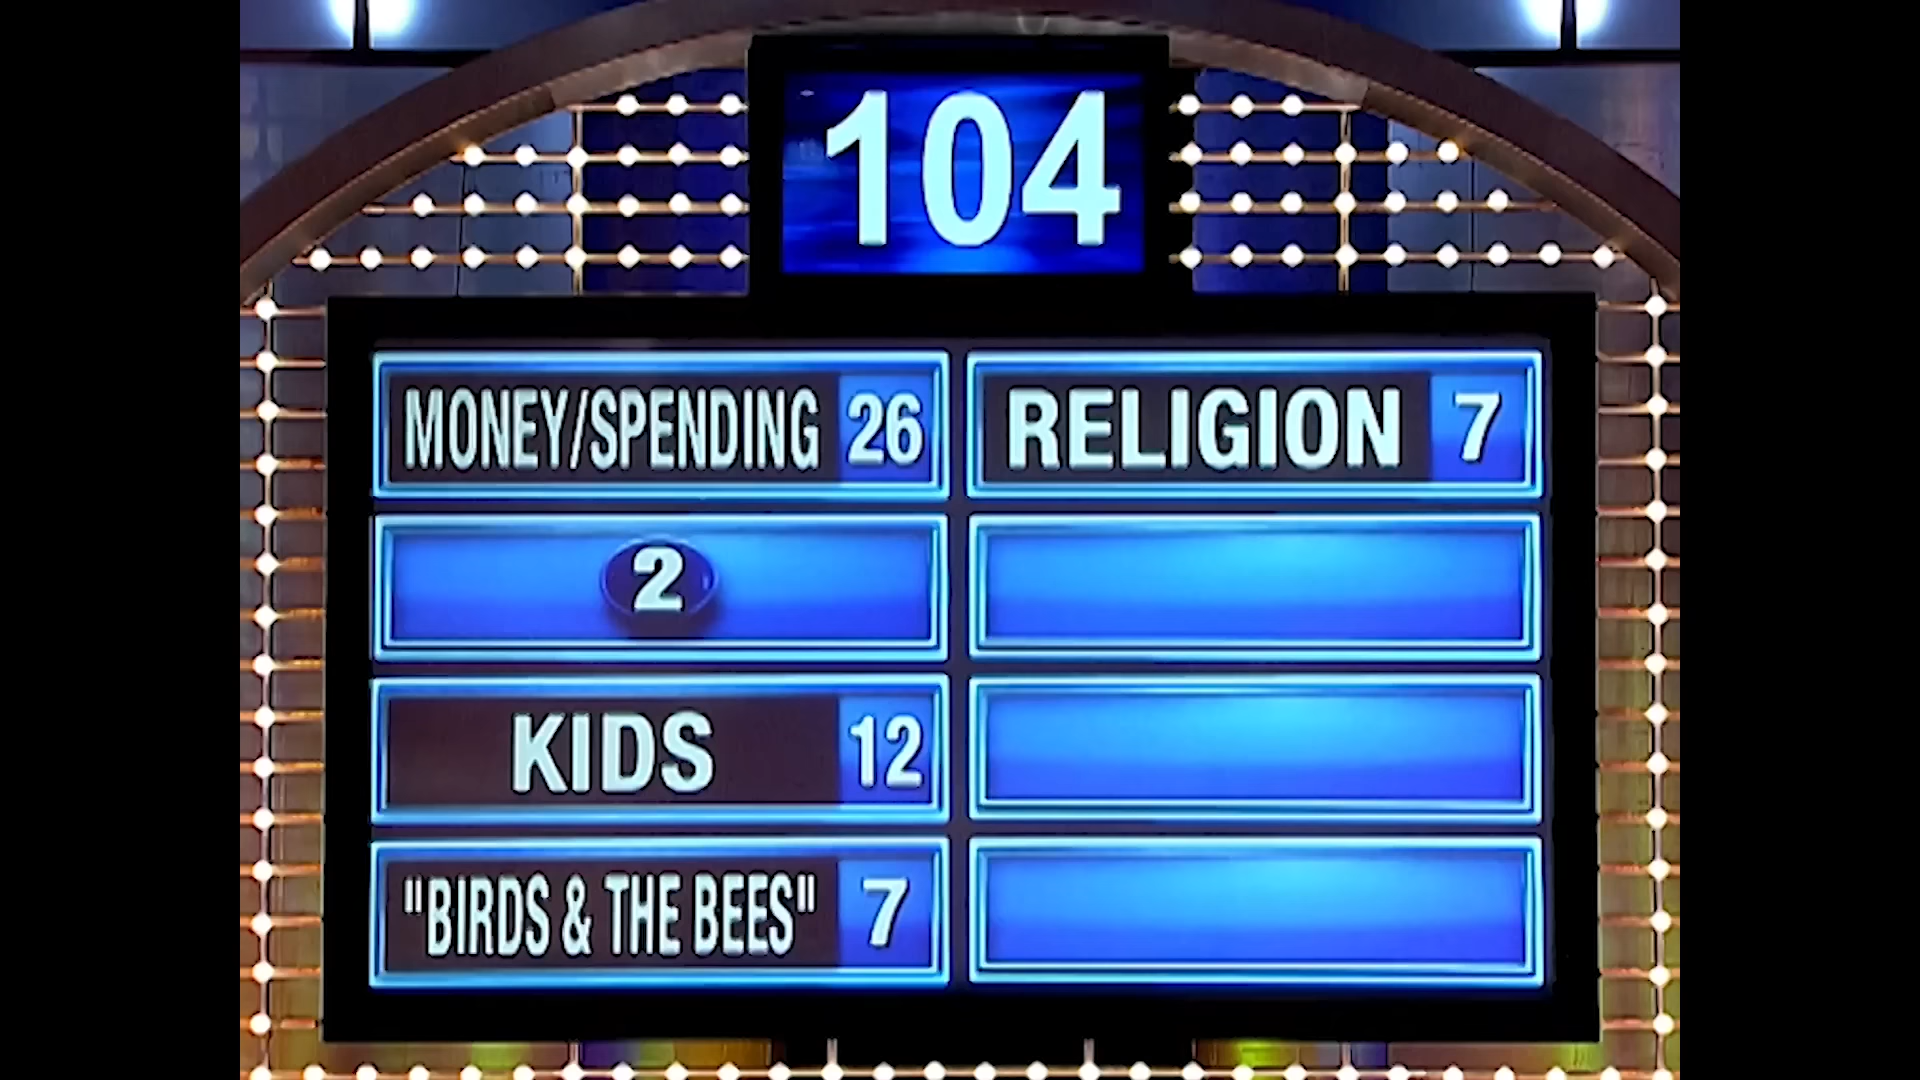 104
MONEY/SPENDING 26
2
KIDS 12
"BIRDS & THE BEES" 7
RELIGION 7